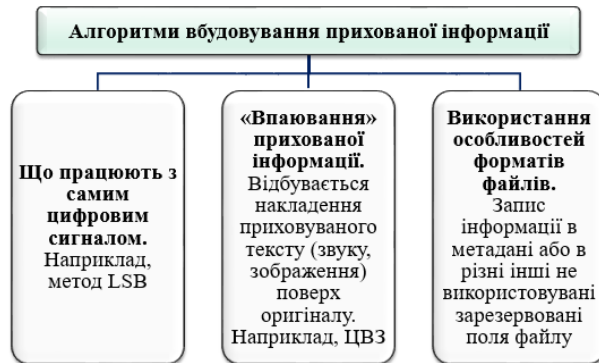 Алгоритми вбудовування прихованої інформації
Що працюють з
самим
цифровим
сигналом.
Наприклад,
метод LSB
«Впаювання»
прихованої
інформації.
Відбувається
накладення
приховуваного
тексту (звуку,
зображення)
поверх
оригіналу.
Наприклад, ЦВЗ
Використання
особливостей
форматів
файлів.
Запис
інформації в
метадані або в
різні інші не
використовувані
зарезервовані
поля файлу